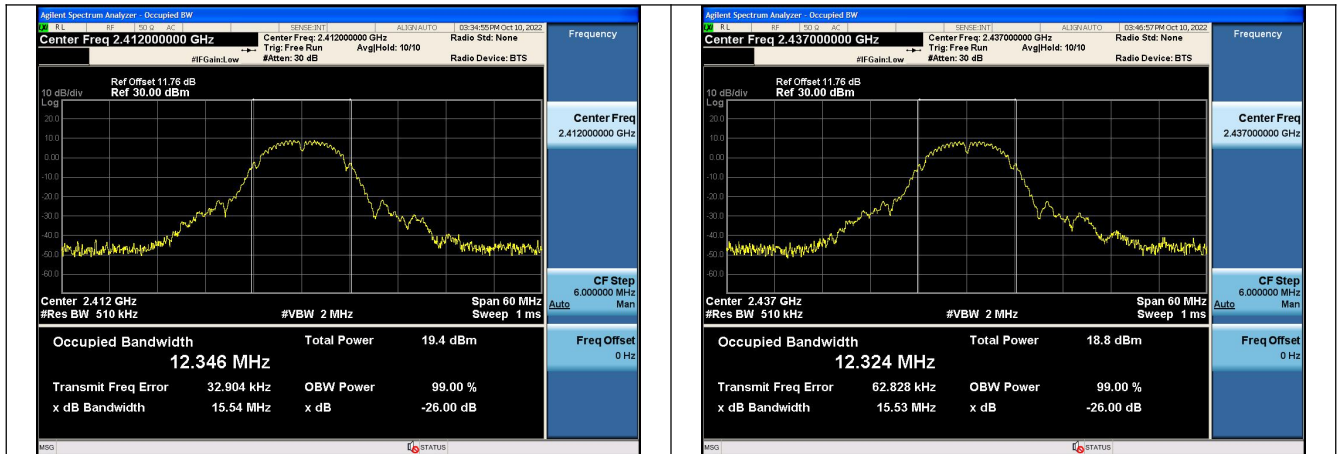 Agilent Spectrum Analyzer - Occupied BW
RL RF 50 Ω AC SENSE:INT ALIGN AUTO 03:34:55PM Oct 10, 2022
Center Freq 2.412000000 GHz
Center Freq: 2.412000000 GHz Radio Std: None
Trig: Free Run Avg|Hold: 10/10
#IFGain:Low #Atten: 30 dB Radio Device: BTS
Ref Offset 11.76 dB
10 dB/div Ref 30.00 dBm
Log
20.0
10.0
0.00
-10.0
-20.0
-30.0
-40.0
-50.0
-60.0
Center 2.412 GHz Span 60 MHz
#Res BW 510 kHz #VBW 2 MHz Sweep 1 ms
Occupied Bandwidth Total Power 19.4 dBm
12.346 MHz
Transmit Freq Error 32.904 kHz OBW Power 99.00 %
x dB Bandwidth 15.54 MHz x dB -26.00 dB
MSG STATUS
Frequency
Center Freq
2.412000000 GHz
CF Step
6.000000 MHz
Auto Man
Freq Offset
0 Hz
Agilent Spectrum Analyzer - Occupied BW
RL RF 50 Ω AC SENSE:INT ALIGN AUTO 03:46:57PM Oct 10, 2022
Center Freq 2.437000000 GHz
Center Freq: 2.437000000 GHz Radio Std: None
Trig: Free Run Avg|Hold: 10/10
#IFGain:Low #Atten: 30 dB Radio Device: BTS
Ref Offset 11.76 dB
10 dB/div Ref 30.00 dBm
Log
20.0
10.0
0.00
-10.0
-20.0
-30.0
-40.0
-50.0
-60.0
Center 2.437 GHz Span 60 MHz
#Res BW 510 kHz #VBW 2 MHz Sweep 1 ms
Occupied Bandwidth Total Power 18.8 dBm
12.324 MHz
Transmit Freq Error 62.828 kHz OBW Power 99.00 %
x dB Bandwidth 15.53 MHz x dB -26.00 dB
MSG STATUS
Frequency
Center Freq
2.437000000 GHz
CF Step
6.000000 MHz
Auto Man
Freq Offset
0 Hz